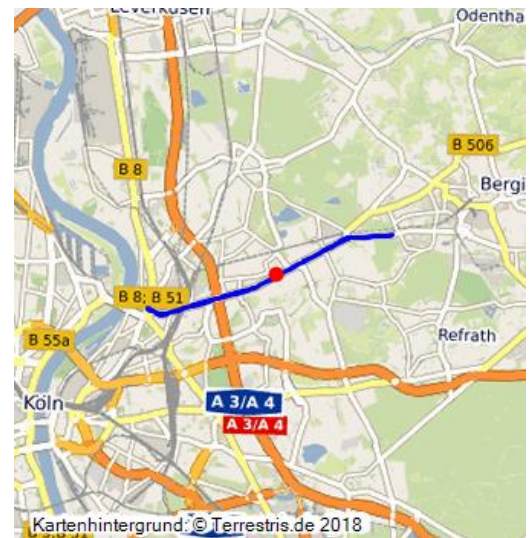 Leverkusen
Odentha
B 506
B 8
Bergi
B 8; B 51
B 55a
Refrath
Köln
A 3/A 4
A 3/A 4
Kartenhintergrund: © Terrestris.de 2018